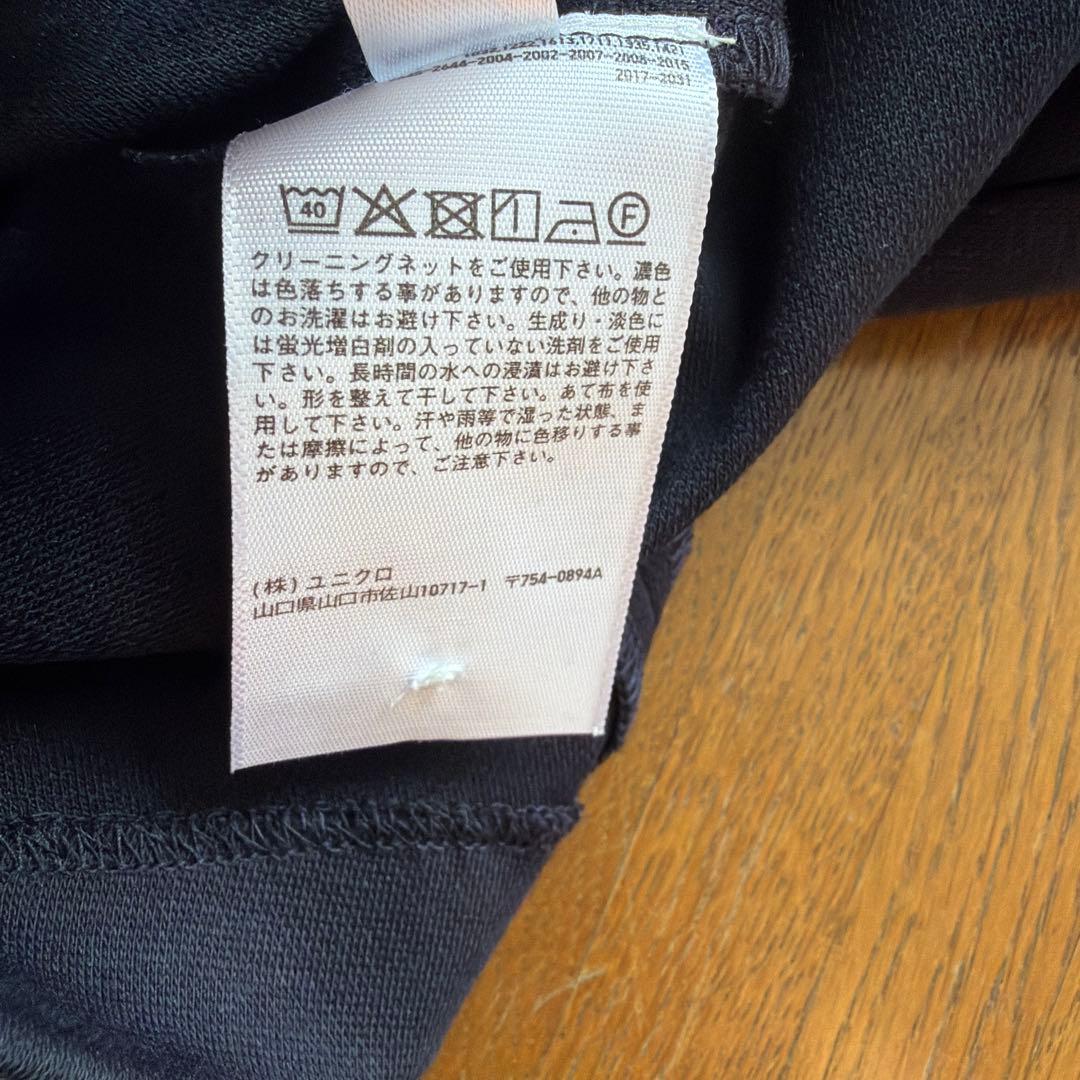 2644-2004-2002-2007-2008-2015
2017-2031
40
F
クリーニングネットをご使用下さい。濃色
は色落ちする事がありますので、他の物と
のお洗濯はお避け下さい。生成り・淡色に
は蛍光増白剤の入っていない洗剤をご使用
下さい。長時間の水への浸漬はお避け下さ
い。形を整えて干して下さい。あて布を使
用して下さい。汗や雨等で湿った状態、ま
たは摩擦によって、他の物に色移りする事
がありますので、ご注意下さい。
(株)ユニクロ
山口県山口市佐山10717-1 〒754-0894A